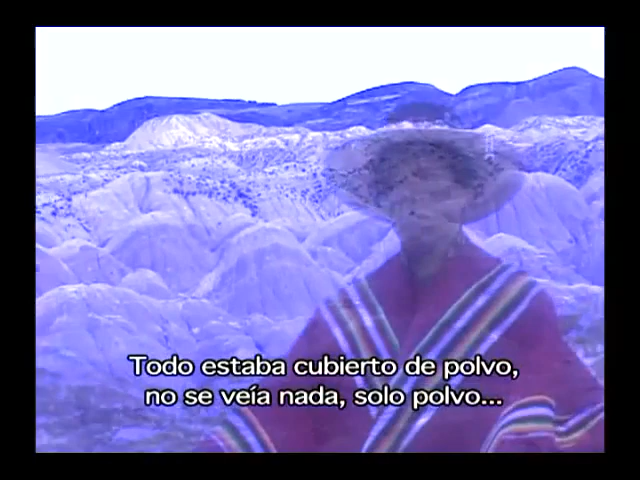 Todo estaba cubierto de polvo,
no se veía nada, solo polvo...